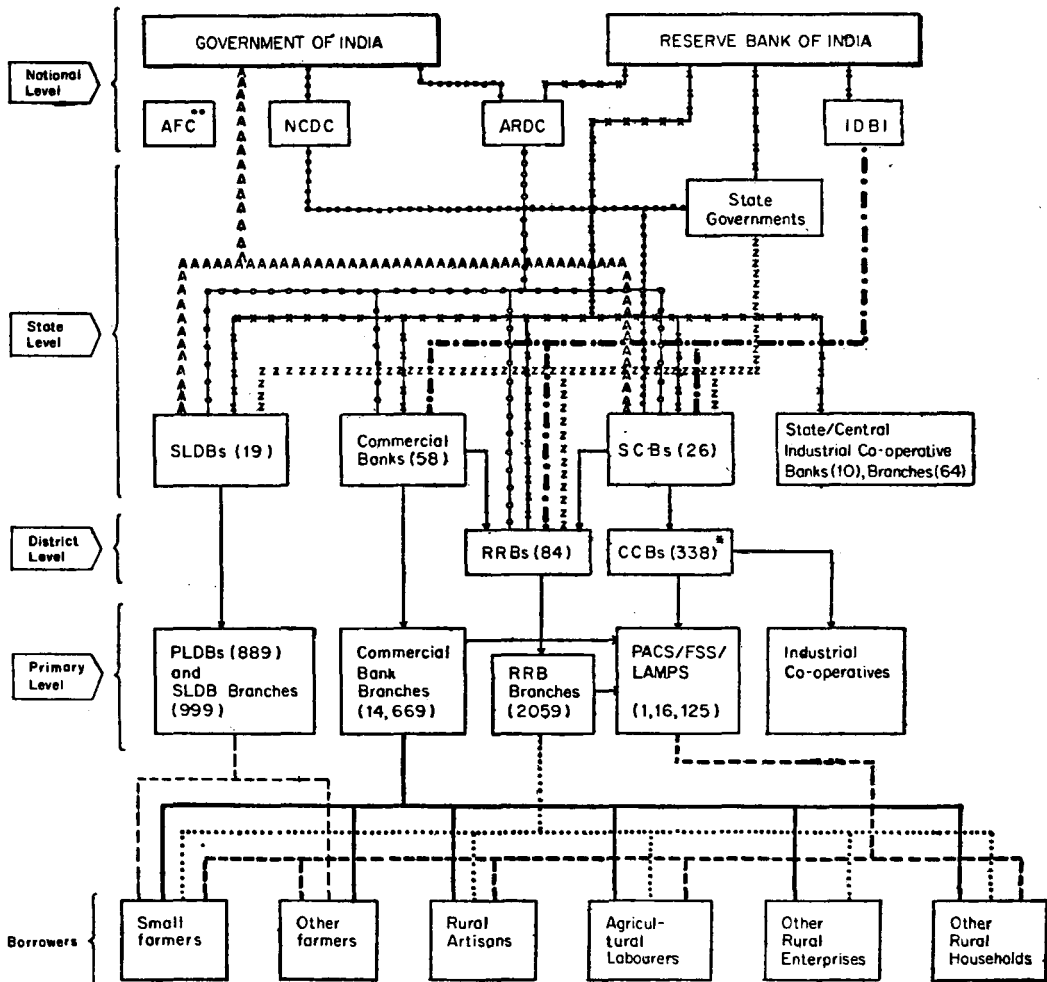 GOVERNMENT OF INDIA
RESERVE BANK OF INDIA
National
Level
AFC**
NCDC
ARDC
IDBI
State
Governments
State
Level
SLDBs (19)
Commercial
Banks (58)
SCBs (26)
State/Central
Industrial Co-operative
Banks (10), Branches (64)
District
Level
RRBs (84)
CCBs (338)*
Primary
Level
PLDBs (889)
and
SLDB Branches
(999)
Commercial
Bank
Branches
(14,669)
RRB
Branches
(2059)
PACS/FSS/
LAMPS
(1,16,125)
Industrial
Co-operatives
Borrowers
Small
farmers
Other
farmers
Rural
Artisans
Agricul-
tural
Labourers
Other
Rural
Enterprises
Other
Rural
Households